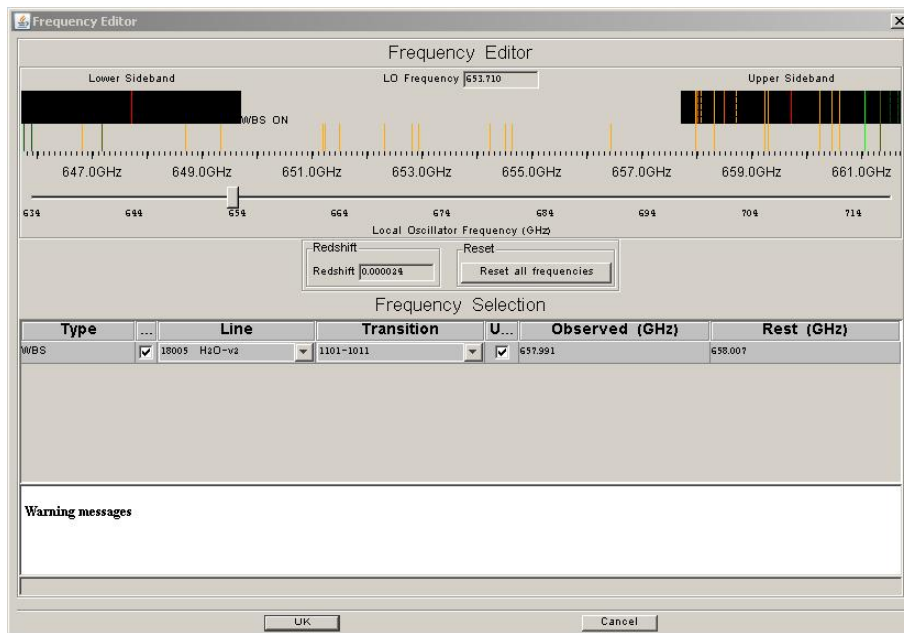 Frequency Editor
Frequency Editor
Lower Sideband LO Frequency 653.710 Upper Sideband
WBS ON
647.0GHz 649.0GHz 651.0GHz 653.0GHz 655.0GHz 657.0GHz 659.0GHz 661.0GHz
634 644 654 664 674 684 694 704 714
Local Oscillator Frequency (GHz)
Redshift Reset
Redshift 0.000024 Reset all frequencies
Frequency Selection
Type ... Line Transition U... Observed (GHz) Rest (GHz)
WBS 18005 H2O-v2 1101-1011 657.991 658.007
Warning messages
UK Cancel